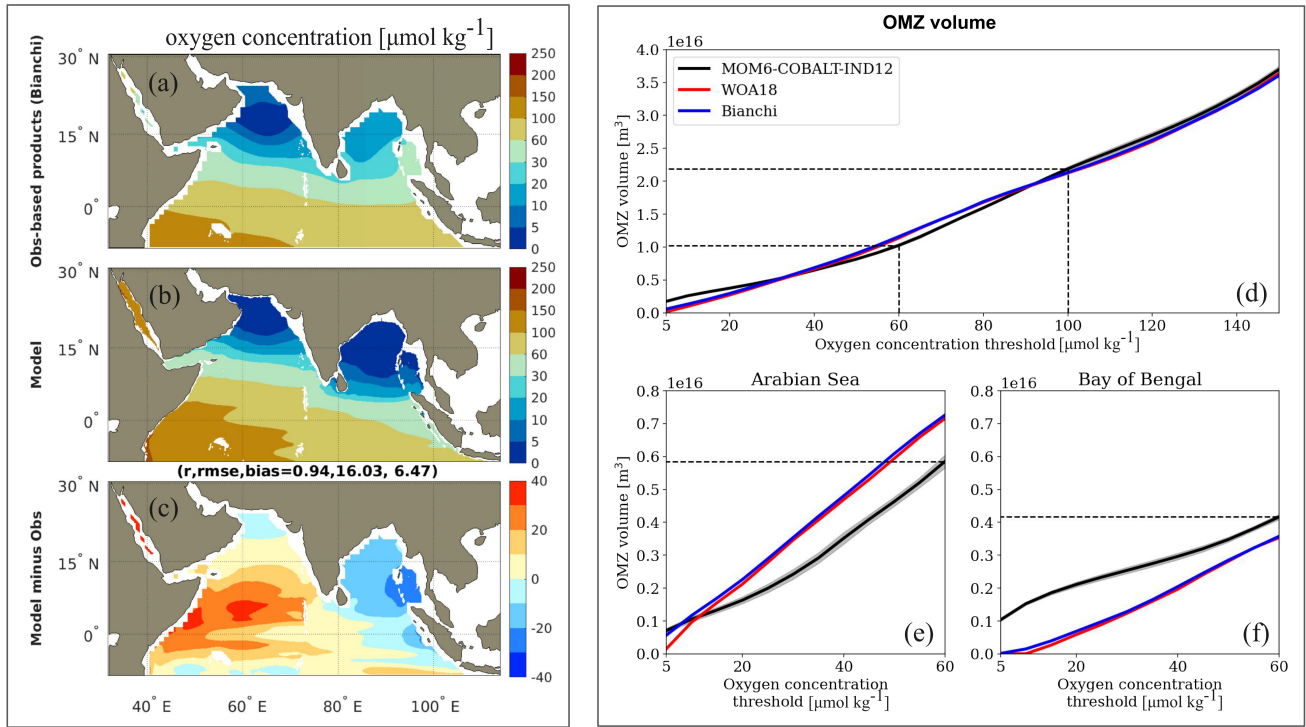 oxygen concentration [μmol kg-1]
Obs-based products (Bianchi)
30° N
15° N
0°
(a)
250
200
150
100
60
30
20
10
5
0
Model
30° N
15° N
0°
(b)
250
200
150
100
60
30
20
10
5
0
(r,rmse,bias=0.94,16.03, 6.47)
Model minus Obs
30° N
15° N
0°
(c)
40
20
0
-20
-40
40° E
60° E
80° E
100° E
OMZ volume
1e16
OMZ volume [m3]
4.0
3.5
3.0
2.5
2.0
1.5
1.0
0.5
0.0
MOM6-COBALT-IND12
WOA18
Bianchi
(d)
5 20 40 60 80 100 120 140
Oxygen concentration threshold [μmol kg-1]
1e16
Arabian Sea
OMZ volume [m3]
0.8
0.7
0.6
0.5
0.4
0.3
0.2
0.1
0.0
(e)
5 20 40 60
Oxygen concentration
threshold [μmol kg-1]
1e16
Bay of Bengal
0.8
0.7
0.6
0.5
0.4
0.3
0.2
0.1
0.0
(f)
5 20 40 60
Oxygen concentration
threshold [μmol kg-1]